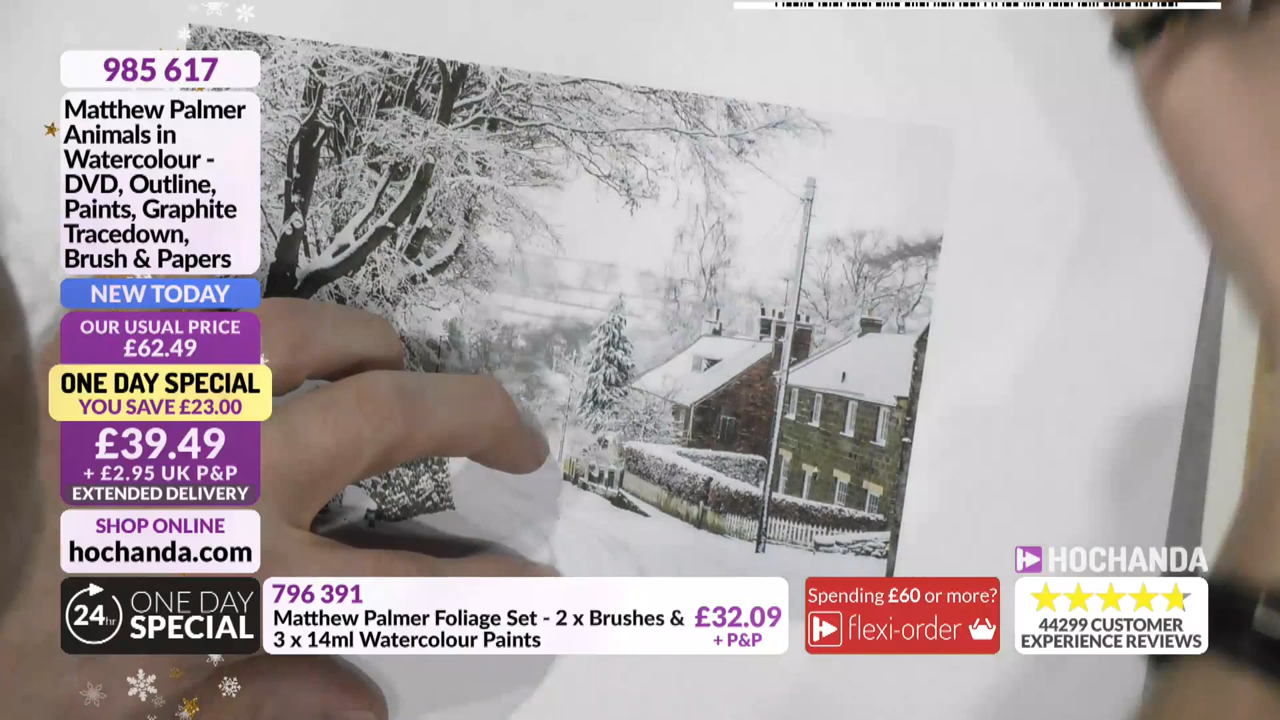 985 617
Matthew Palmer
Animals in
Watercolour -
DVD, Outline,
Paints, Graphite
Tracedown,
Brush & Papers
NEW TODAY
OUR USUAL PRICE
£62.49
ONE DAY SPECIAL
YOU SAVE £23.00
£39.49
+ £2.95 UK P&P
EXTENDED DELIVERY
SHOP ONLINE
hochanda.com
24hr ONE DAY
SPECIAL
796 391
Matthew Palmer Foliage Set - 2 x Brushes &
3 x 14ml Watercolour Paints
£32.09
+ P&P
Spending £60 or more?
flexi-order
HOCHANDA
44299 CUSTOMER
EXPERIENCE REVIEWS